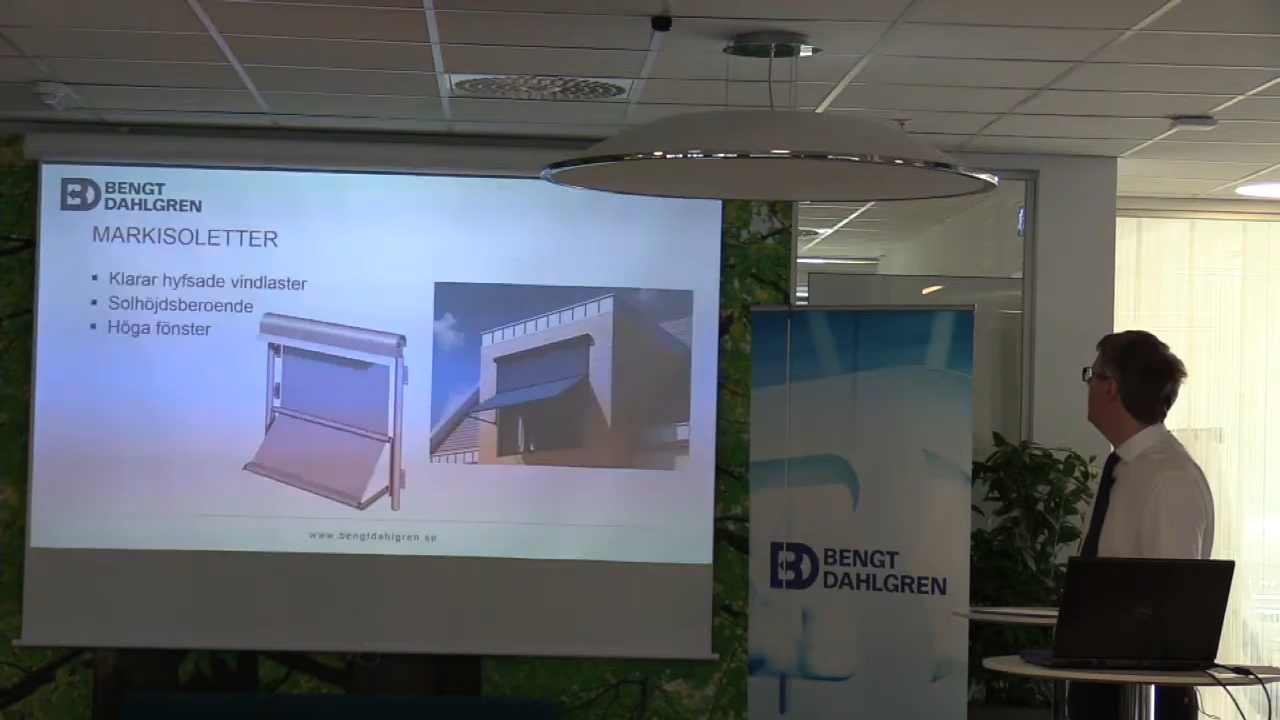 BENGT
DAHLGREN
MARKISOLETTER
Klarar hyfsade vindlaster
Solhöjdsberoende
Höga fönster
www.bengtdahlgren.se
BENGT
DAHLGREN